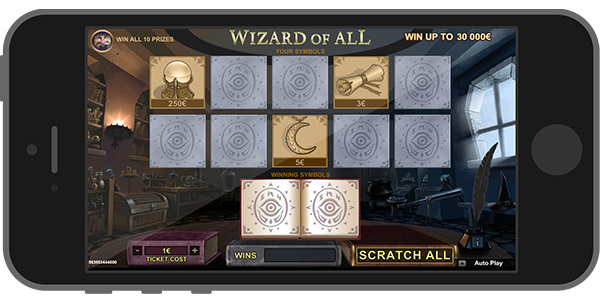 WIN ALL 10 PRIZES
WIZARD OF ALL
WIN UP TO 30 000€
YOUR SYMBOLS
250€
3€
5€
WINNING SYMBOLS
- 1€ +
TICKET COST
WINS
SCRATCH ALL
Auto Play